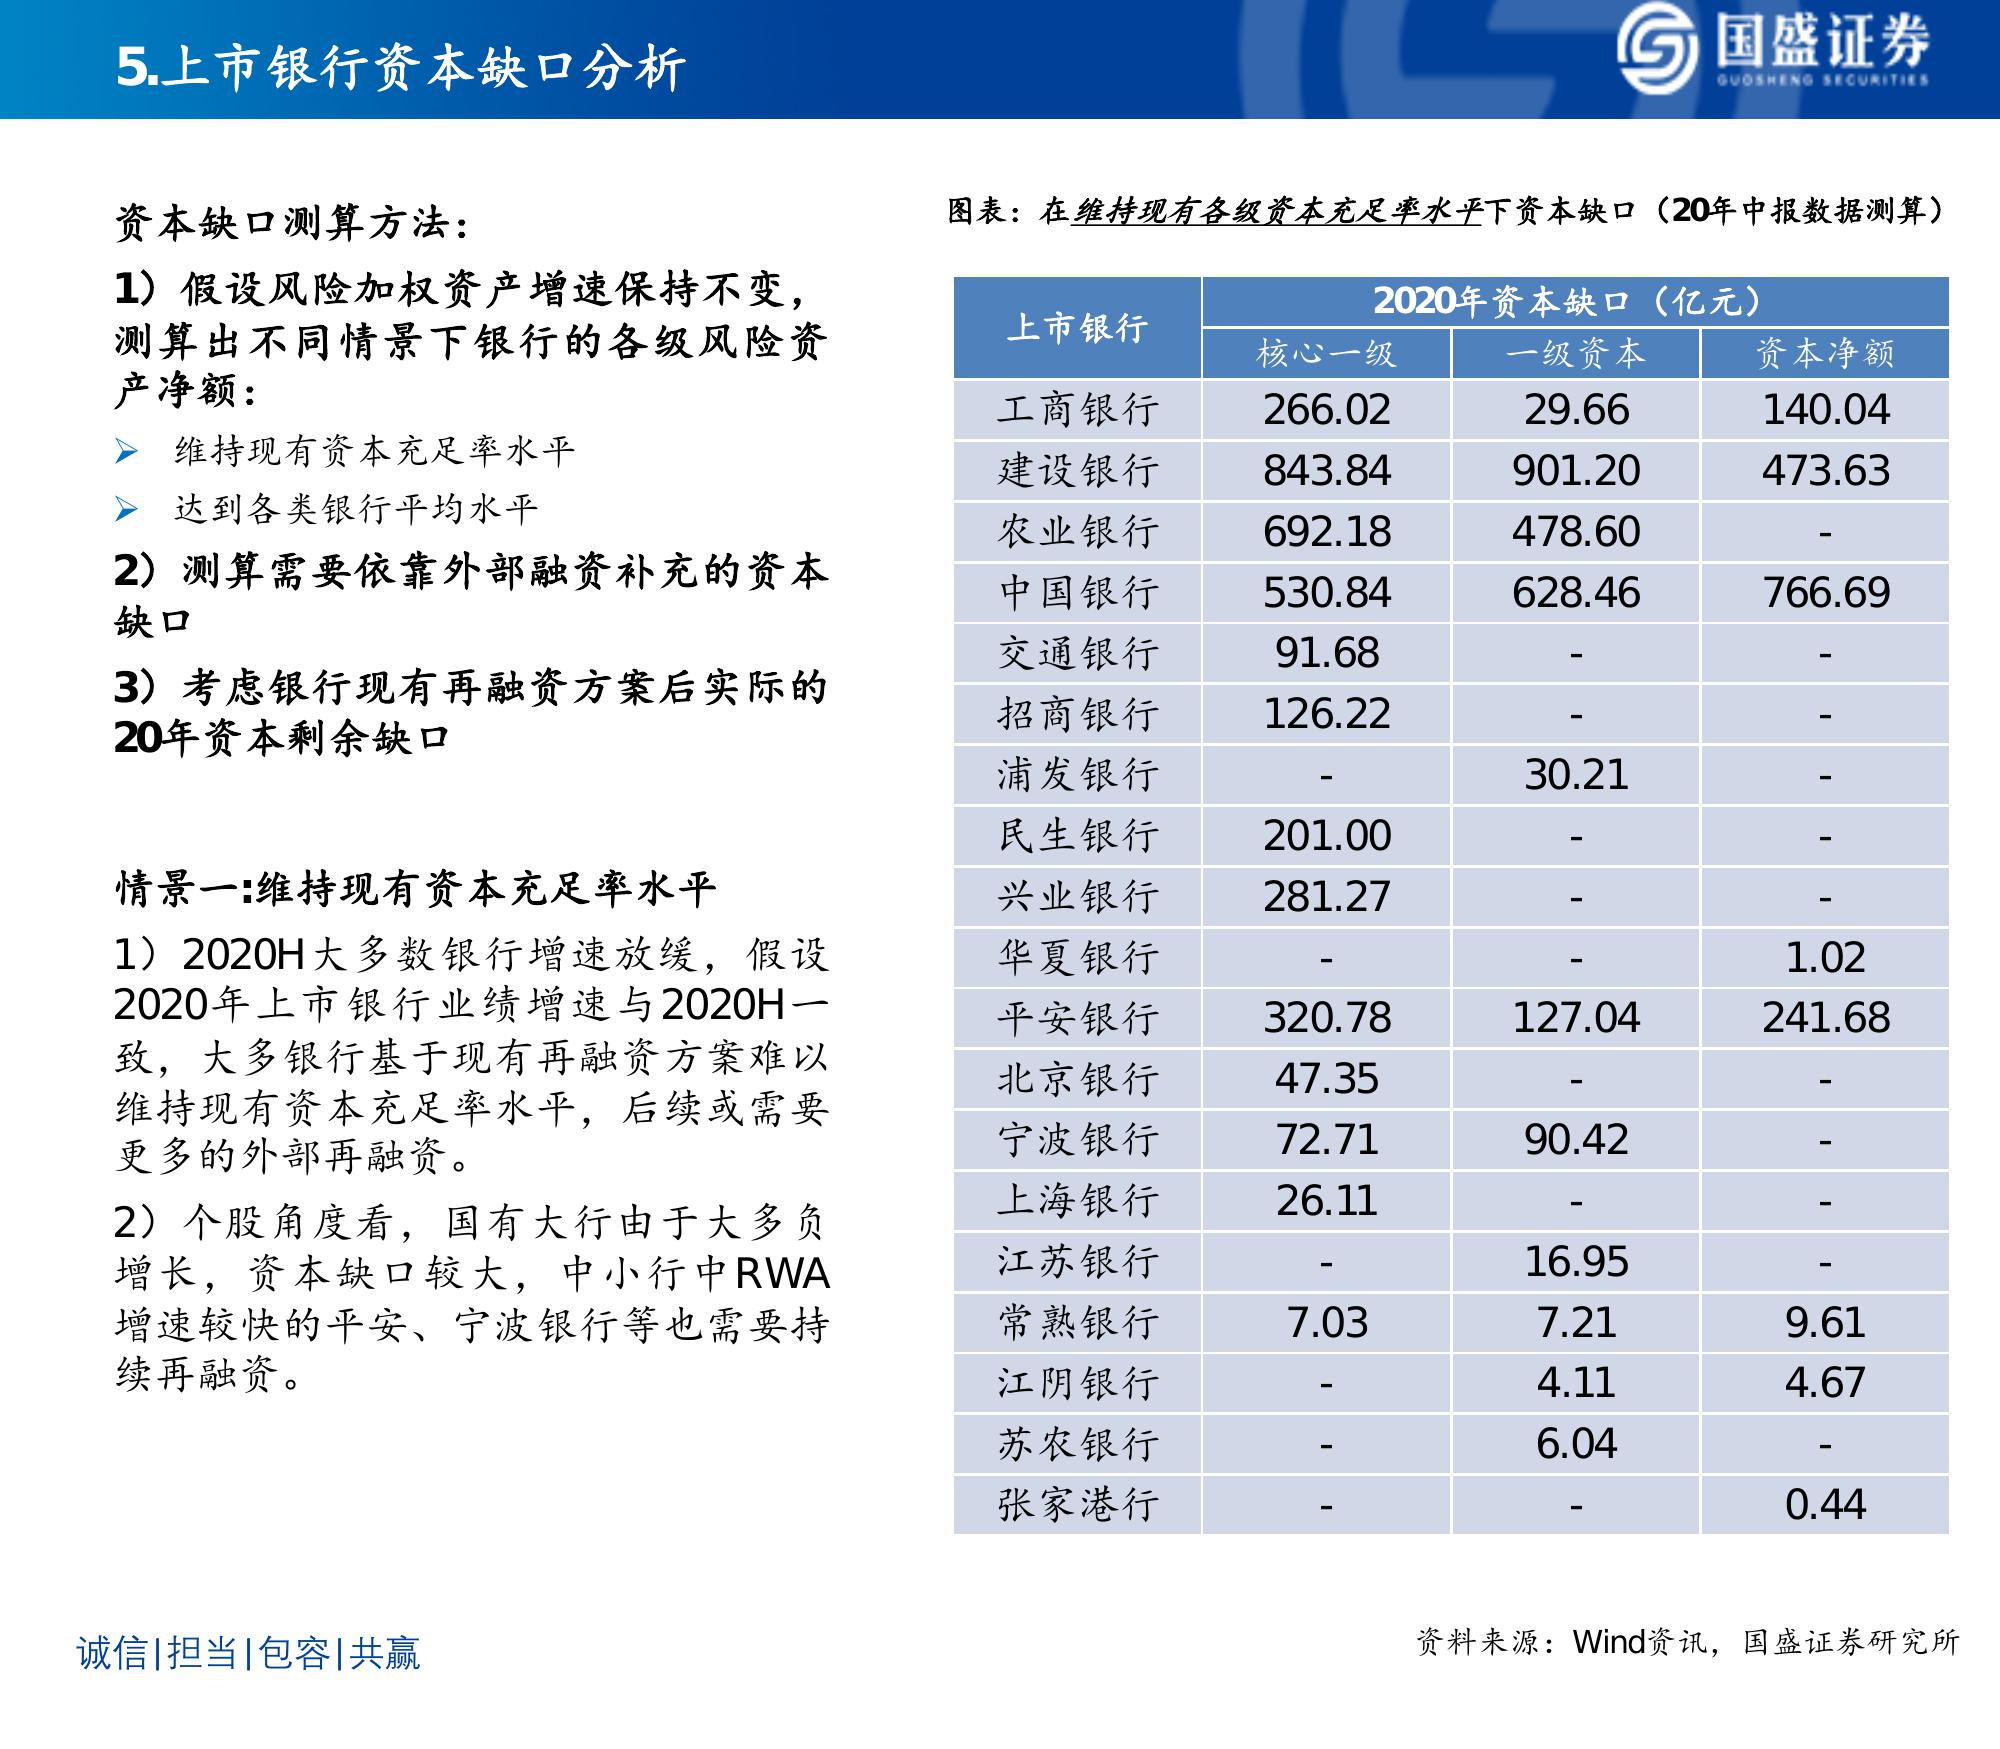 5.上市银行资本缺口分析
国盛证券
GUOSHENG SECURITIES
资本缺口测算方法：
1）假设风险加权资产增速保持不变，
测算出不同情景下银行的各级风险资
产净额：
维持现有资本充足率水平
达到各类银行平均水平
2）测算需要依靠外部融资补充的资本
缺口
3）考虑银行现有再融资方案后实际的
20年资本剩余缺口
情景一:维持现有资本充足率水平
1）2020H大多数银行增速放缓，假设
2020年上市银行业绩增速与2020H一
致，大多银行基于现有再融资方案难以
维持现有资本充足率水平，后续或需要
更多的外部再融资。
2）个股角度看，国有大行由于大多负
增长，资本缺口较大，中小行中RWA
增速较快的平安、宁波银行等也需要持
续再融资。
图表：在维持现有各级资本充足率水平下资本缺口（20年中报数据测算）
上市银行 2020年资本缺口（亿元）
核心一级 一级资本 资本净额
工商银行 266.02 29.66 140.04
建设银行 843.84 901.20 473.63
农业银行 692.18 478.60 -
中国银行 530.84 628.46 766.69
交通银行 91.68 - -
招商银行 126.22 - -
浦发银行 - 30.21 -
民生银行 201.00 - -
兴业银行 281.27 - -
华夏银行 - - 1.02
平安银行 320.78 127.04 241.68
北京银行 47.35 - -
宁波银行 72.71 90.42 -
上海银行 26.11 - -
江苏银行 - 16.95 -
常熟银行 7.03 7.21 9.61
江阴银行 - 4.11 4.67
苏农银行 - 6.04 -
张家港行 - - 0.44
诚信|担当|包容|共赢
资料来源：Wind资讯，国盛证券研究所